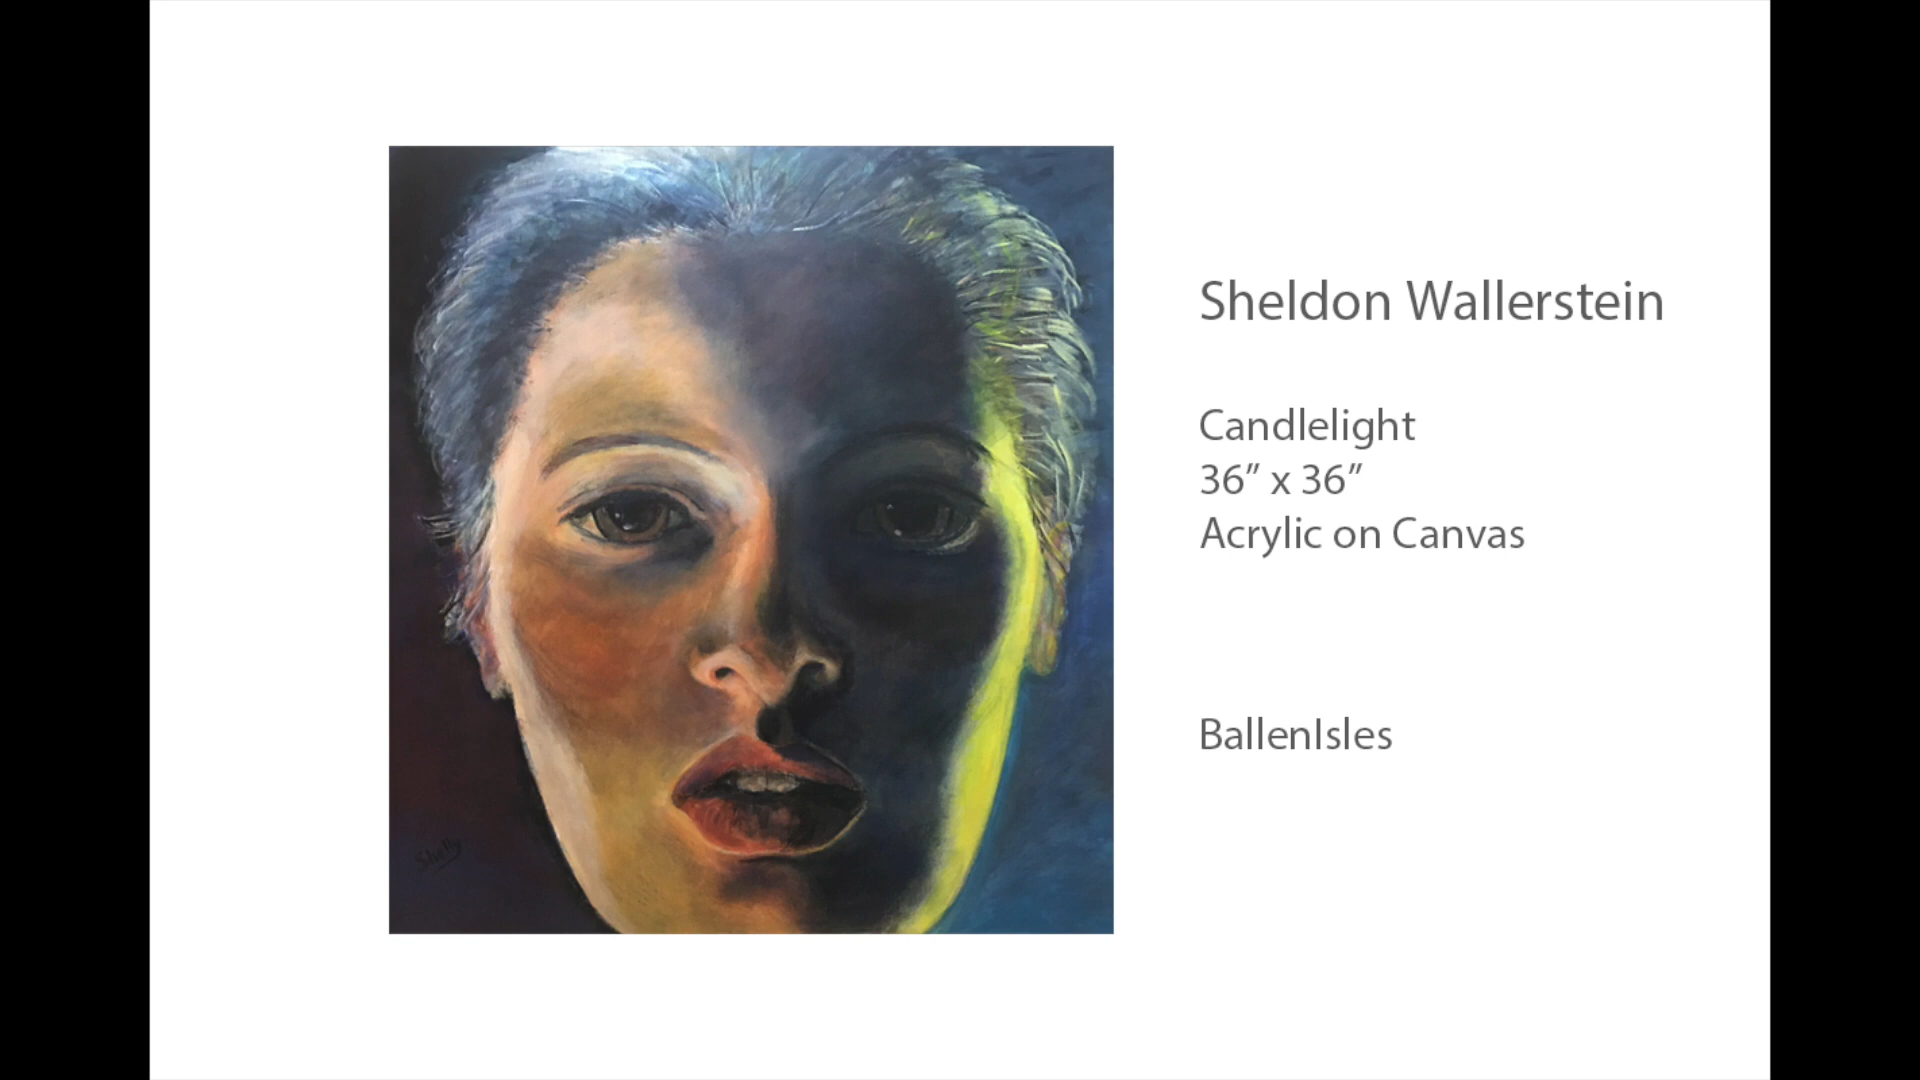 Sheldon Wallerstein
Candlelight
36” x 36”
Acrylic on Canvas
BallenIsles
Shelly